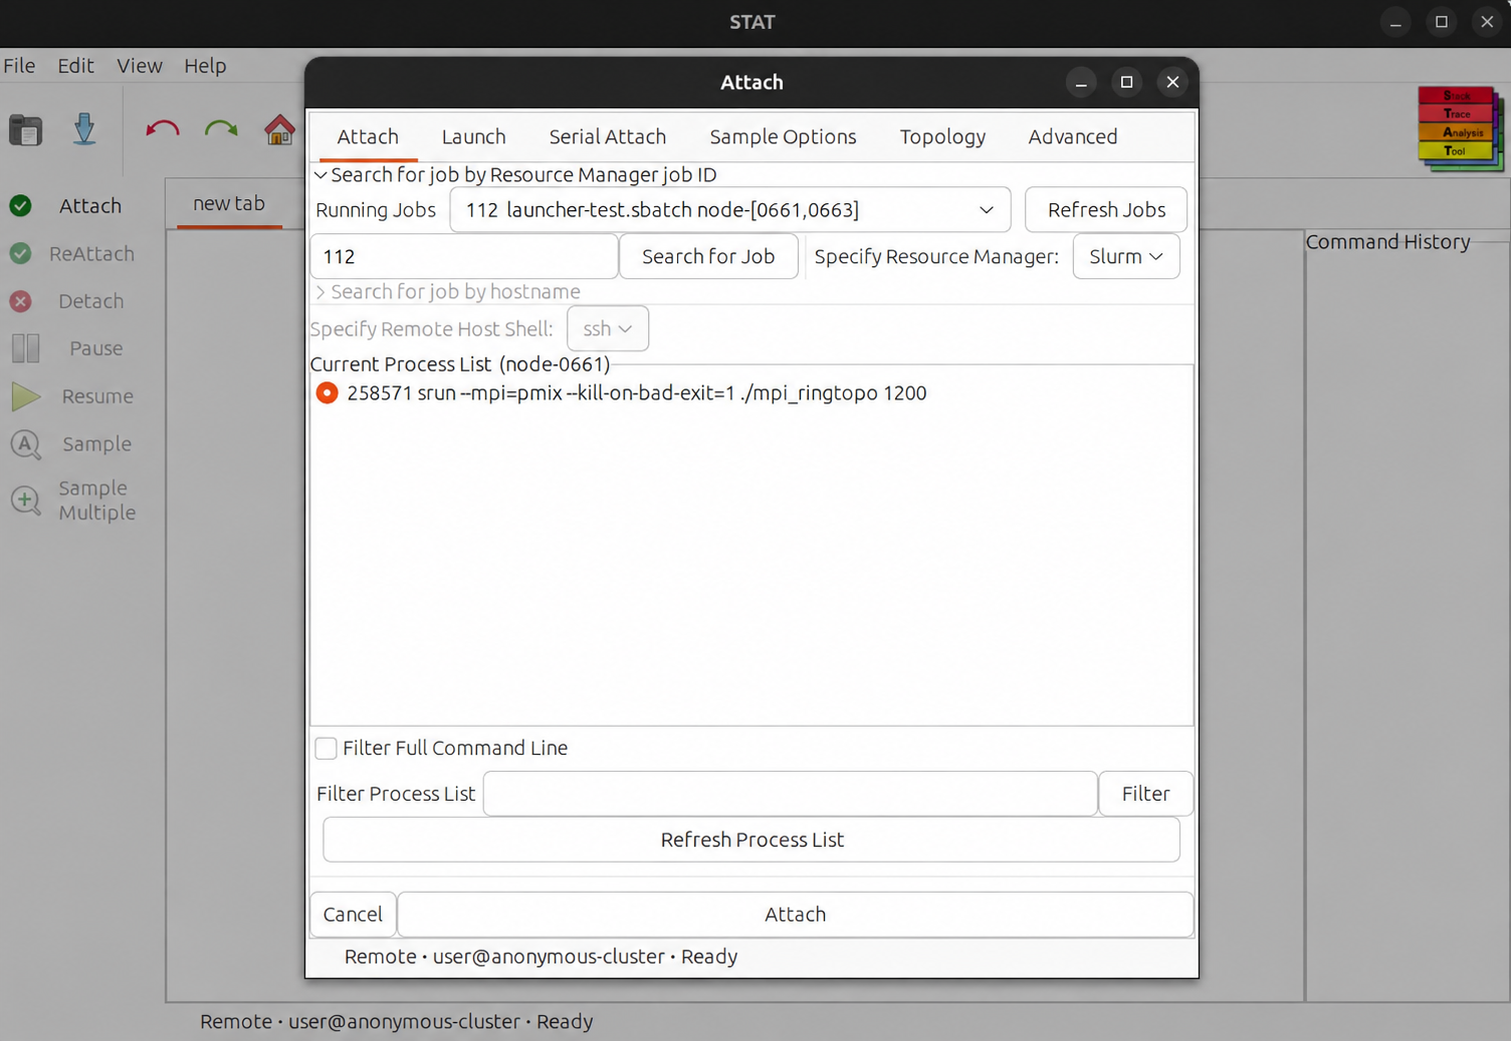 STAT
File Edit View Help
Attach
Stack
Trace
Analysis
Tool
Attach Launch Serial Attach Sample Options Topology Advanced
Search for job by Resource Manager job ID
Running Jobs 112 launcher-test.sbatch node-[0661,0663] Refresh Jobs
112 Search for Job Specify Resource Manager: Slurm
Search for job by hostname
Specify Remote Host Shell: ssh
Current Process List (node-0661)
258571 srun --mpi=pmix --kill-on-bad-exit=1 ./mpi_ringtopo 1200
Filter Full Command Line
Filter Process List Filter
Refresh Process List
Cancel Attach
Remote • user@anonymous-cluster • Ready
Attach
ReAttach
Detach
Pause
Resume
A Sample
Sample
Multiple
new tab
Command History
Remote • user@anonymous-cluster • Ready